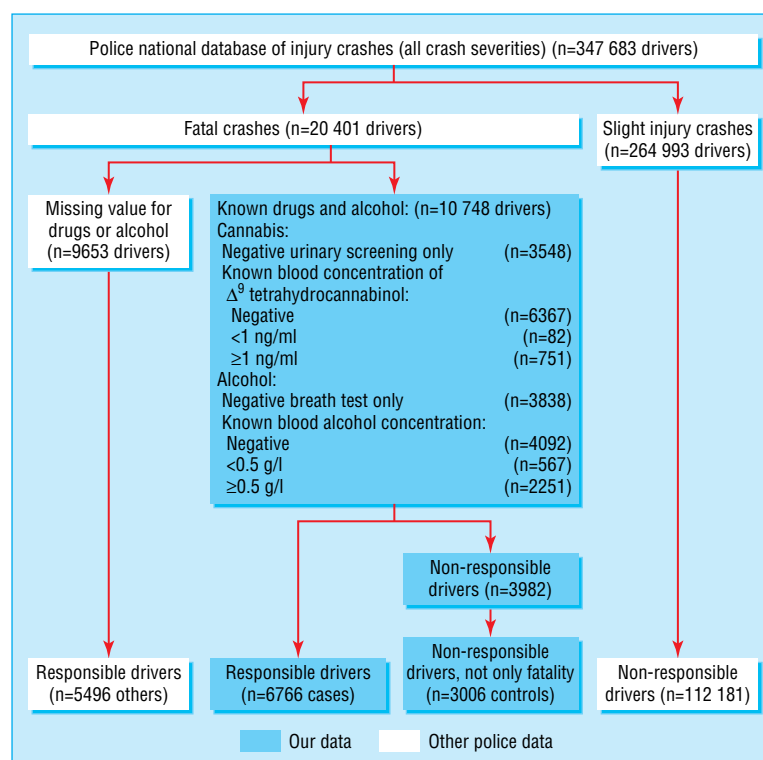 Police national database of injury crashes (all crash severities) (n=347 683 drivers)
Fatal crashes (n=20 401 drivers)
Slight injury crashes
(n=264 993 drivers)
Missing value for
drugs or alcohol
(n=9653 drivers)
Known drugs and alcohol: (n=10 748 drivers)
Cannabis:
Negative urinary screening only (n=3548)
Known blood concentration of
Δ⁹ tetrahydrocannabinol:
Negative (n=6367)
<1 ng/ml (n=82)
≥1 ng/ml (n=751)
Alcohol:
Negative breath test only (n=3838)
Known blood alcohol concentration:
Negative (n=4092)
<0.5 g/l (n=567)
≥0.5 g/l (n=2251)
Non-responsible
drivers (n=3982)
Responsible drivers
(n=5496 others)
Responsible drivers
(n=6766 cases)
Non-responsible
drivers, not only fatality
(n=3006 controls)
Non-responsible
drivers (n=112 181)
Our data
Other police data